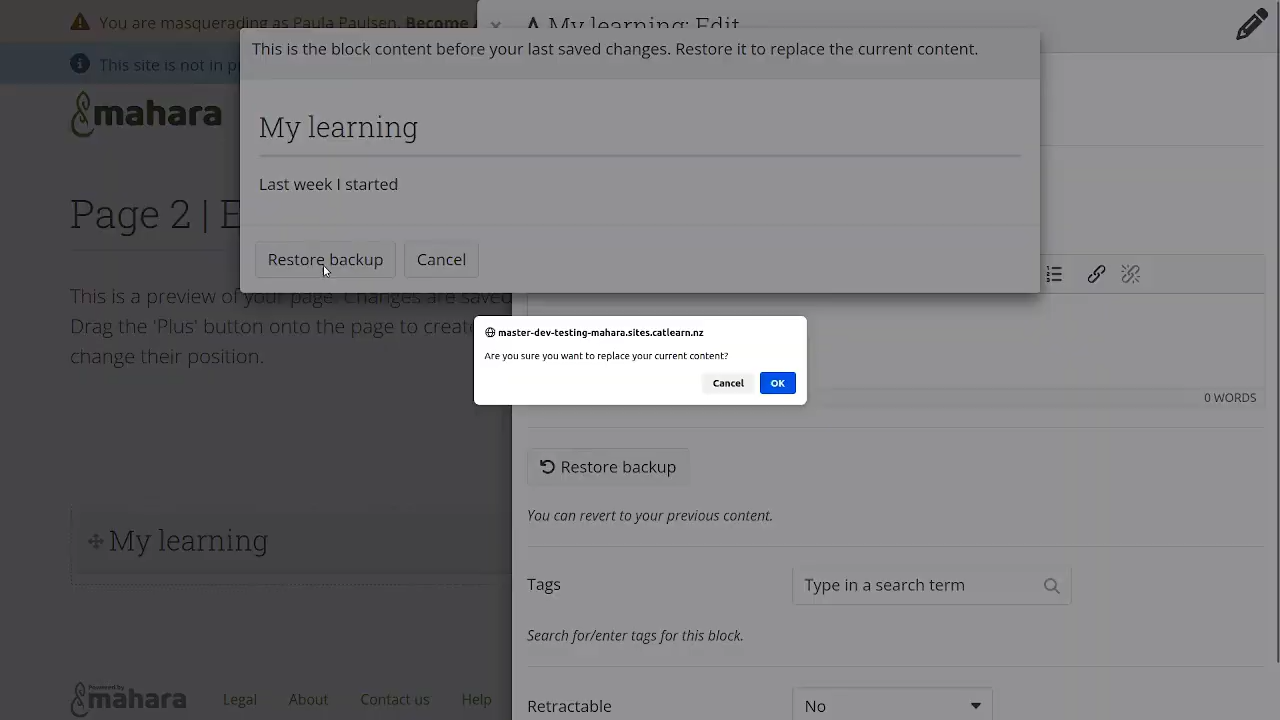 You are masquerading as Paula Paulsen. Become
My learning: Edit
This is the block content before your last saved changes. Restore it to replace the current content.
This site is not in p
mahara
My learning
Last week I started
Page 2 | E
Restore backup
Cancel
This is a preview of your page. Changes are saved
Drag the 'Plus' button onto the page to create
change their position.
master-dev-testing-mahara.sites.catlearn.nz
Are you sure you want to replace your current content?
Cancel
OK
0 WORDS
Restore backup
You can revert to your previous content.
My learning
Tags
Type in a search term
Search for/enter tags for this block.
Powered by
mahara
Legal
About
Contact us
Help
Retractable
No